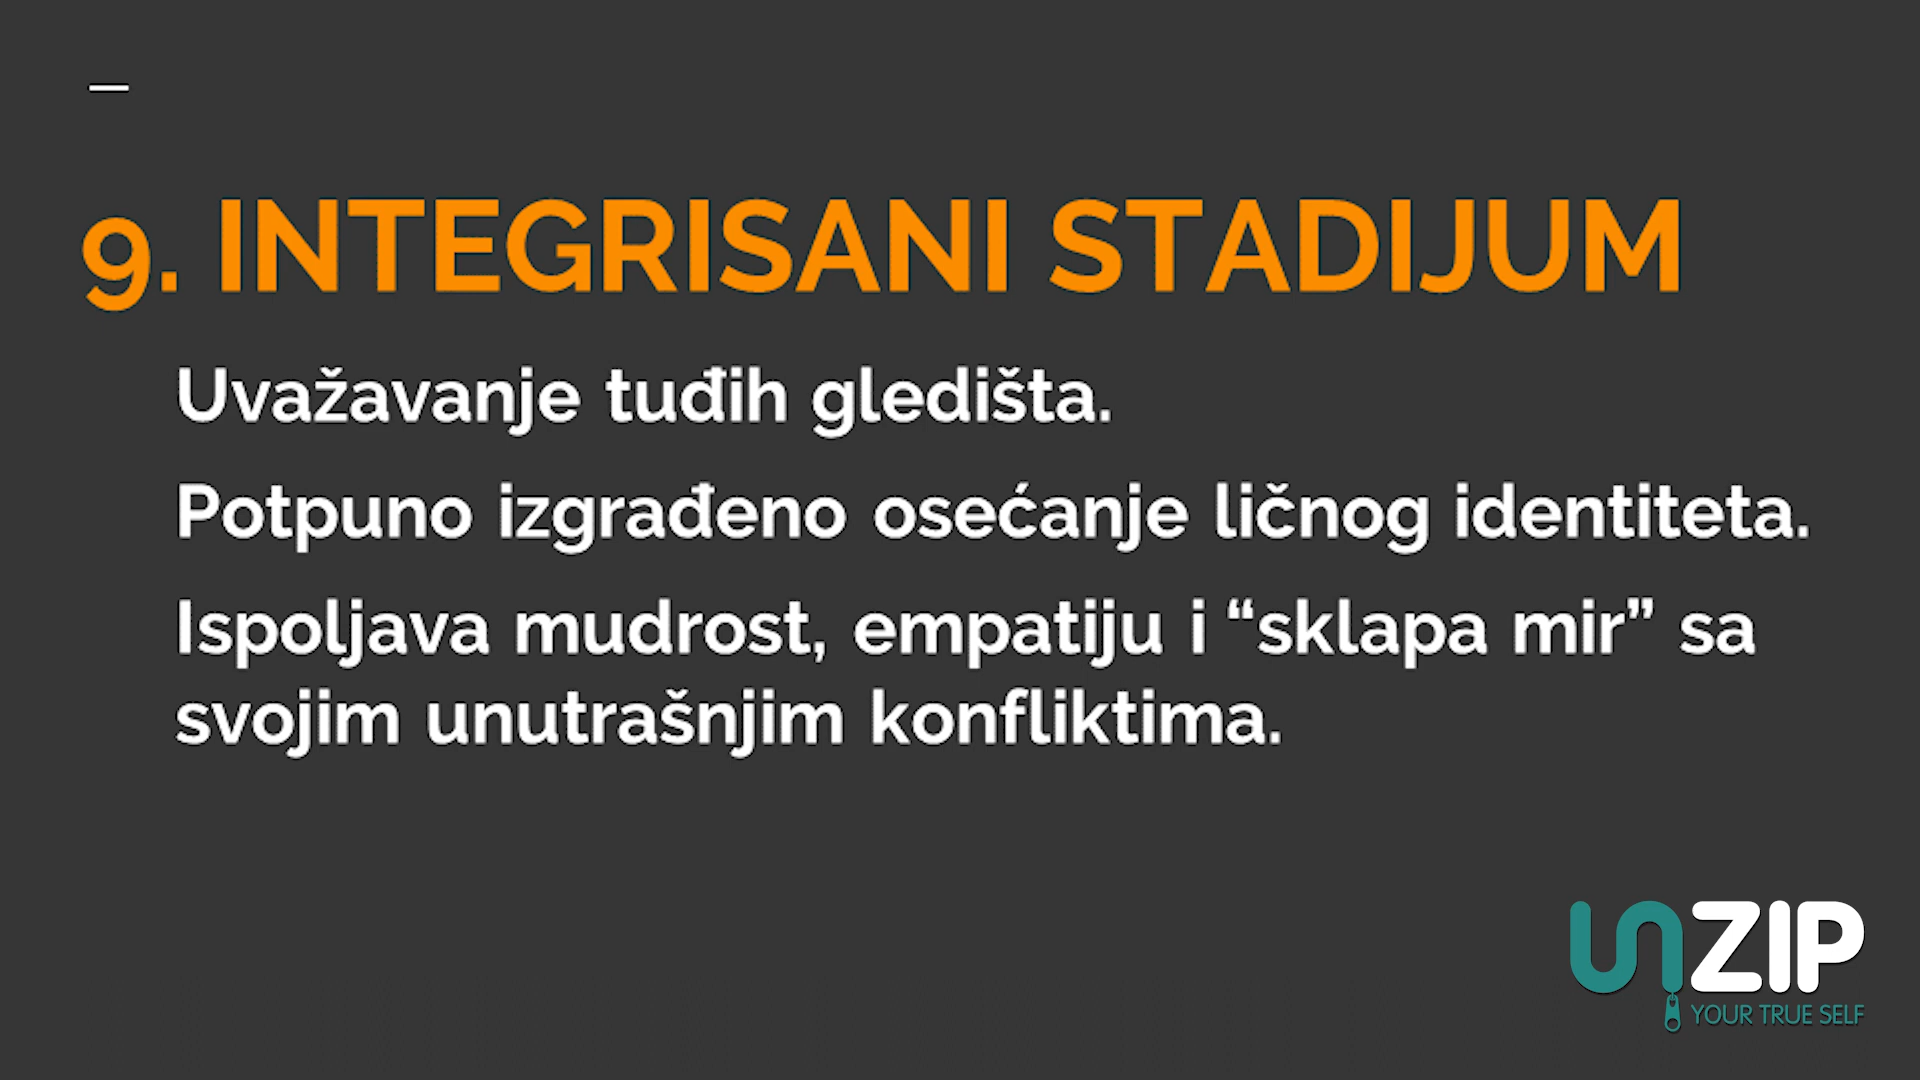 9. INTEGRISANI STADIJUM
Uvažavanje tuđih gledišta.
Potpuno izgrađeno osećanje ličnog identiteta.
Ispoljava mudrost, empatiju i “sklapa mir” sa
svojim unutrašnjim konfliktima.
UNZIP
YOUR TRUE SELF